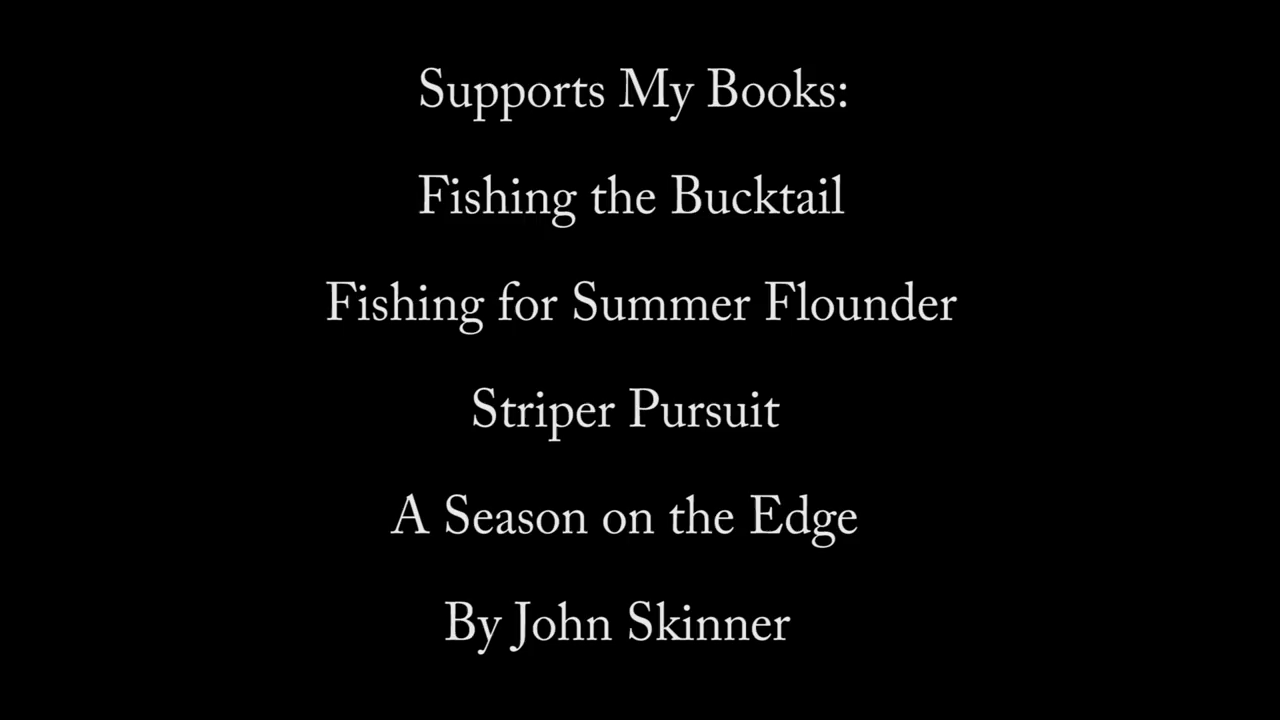 Supports My Books:
Fishing the Bucktail
Fishing for Summer Flounder
Striper Pursuit
A Season on the Edge
By John Skinner